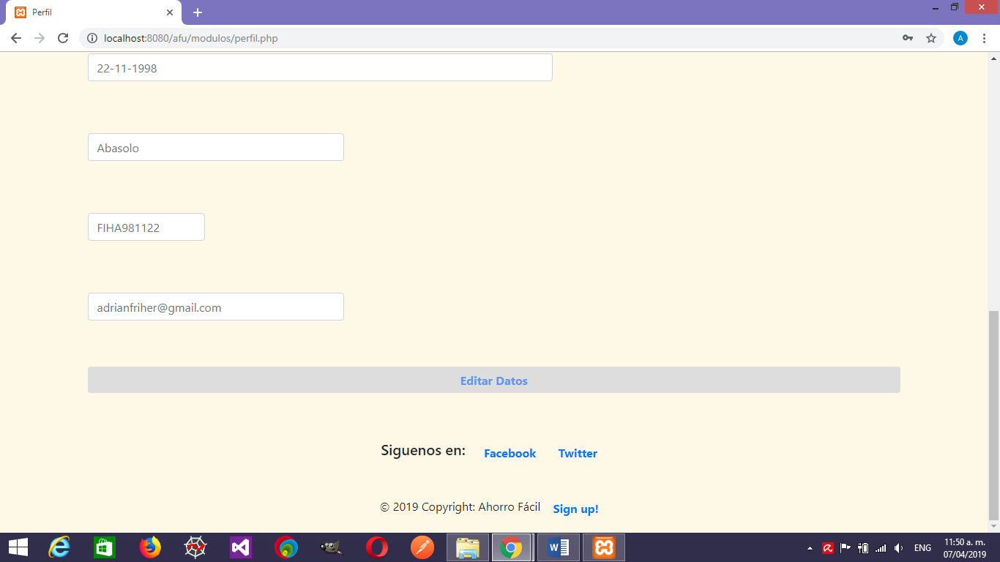 Perfil
localhost:8080/afu/modulos/perfil.php
A
22-11-1998
Abasolo
FIHA981122
adrianfriher@gmail.com
Editar Datos
Siguenos en: Facebook Twitter
© 2019 Copyright: Ahorro Fácil Sign up!
ENG
11:50 a. m.
07/04/2019